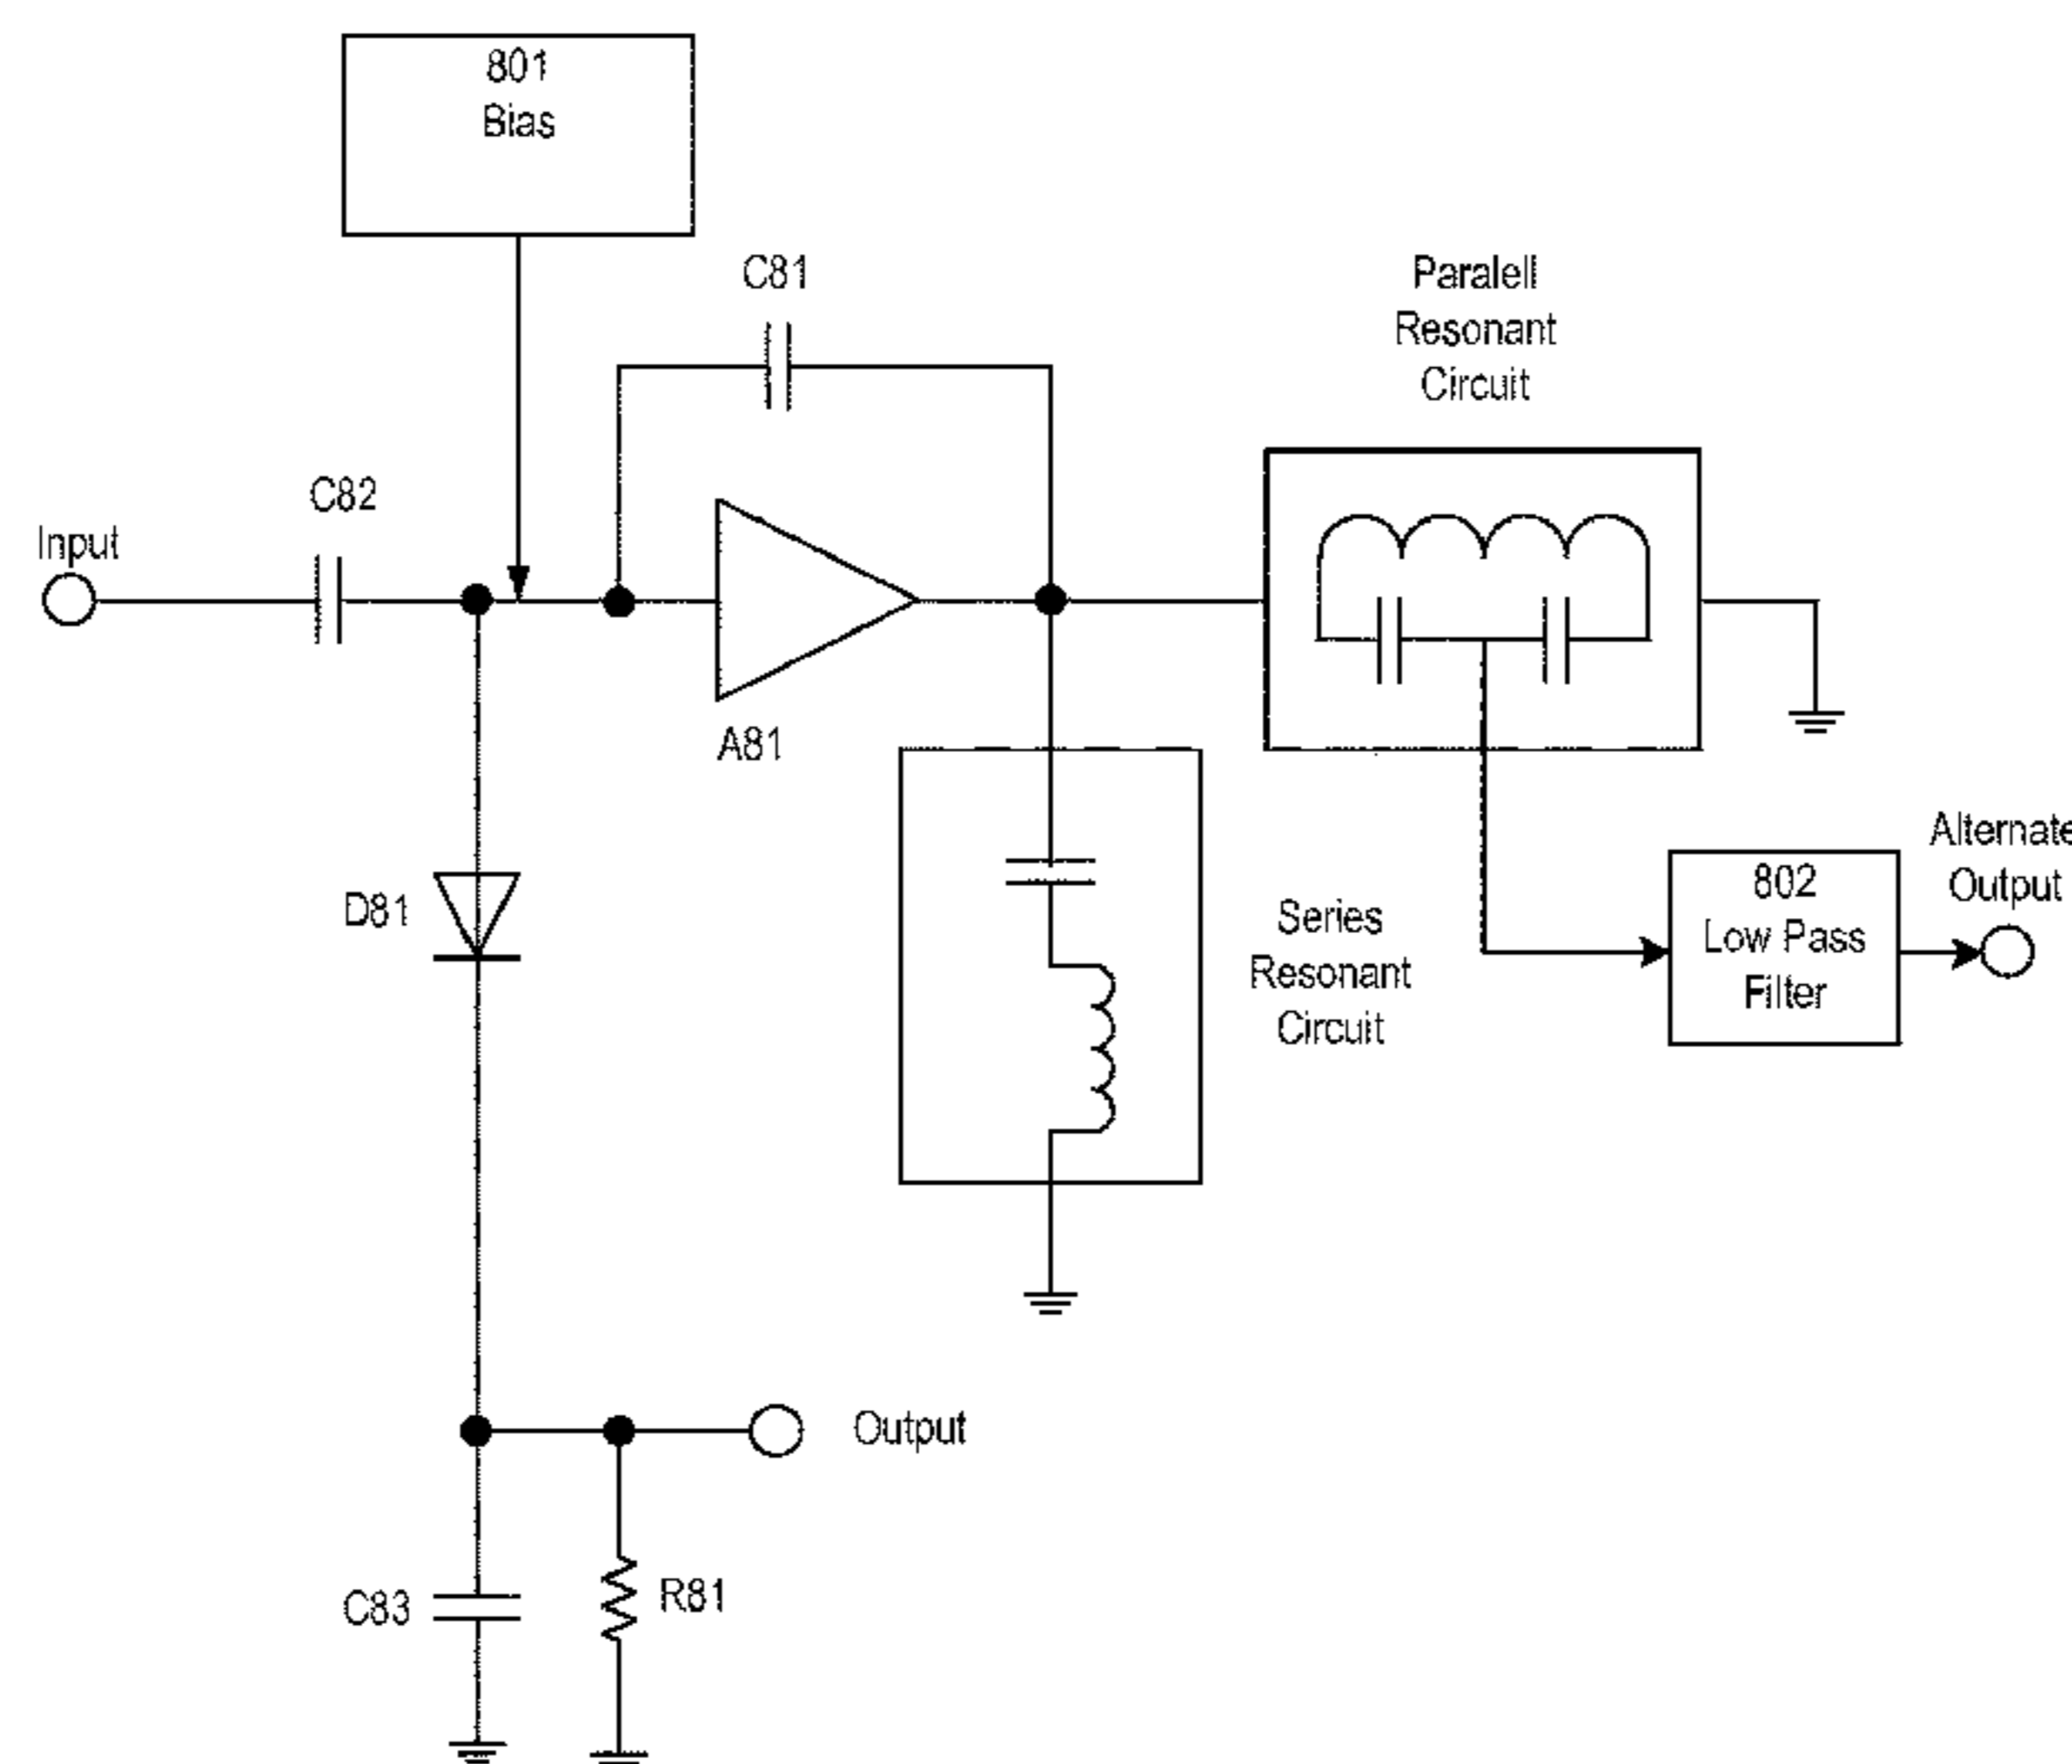 801
Bias
C81
Paralell
Resonant
Circuit
C82
Input
A81
Alternate
Output
802
Low Pass
Filter
D81
Series
Resonant
Circuit
Output
C83
R81